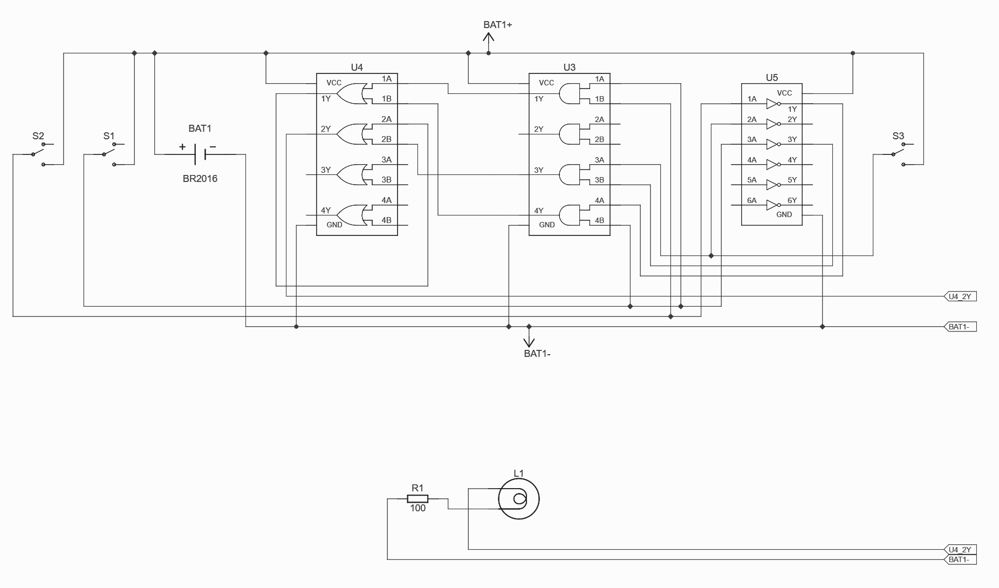 BAT1+
U4
U3
U5
VCC
1A
1Y
1B
2A
2Y
2B
3A
3Y
3B
4A
4Y
4B
GND
VCC
1A
1Y
1B
2A
2Y
2B
3A
3Y
3B
4A
4Y
4B
GND
VCC
1A
1Y
2A
2Y
3A
3Y
4A
4Y
5A
5Y
6A
6Y
GND
S2
S1
BAT1
+
−
BR2016
S3
U4_2Y
BAT1-
BAT1-
L1
R1
100
U4_2Y
BAT1-